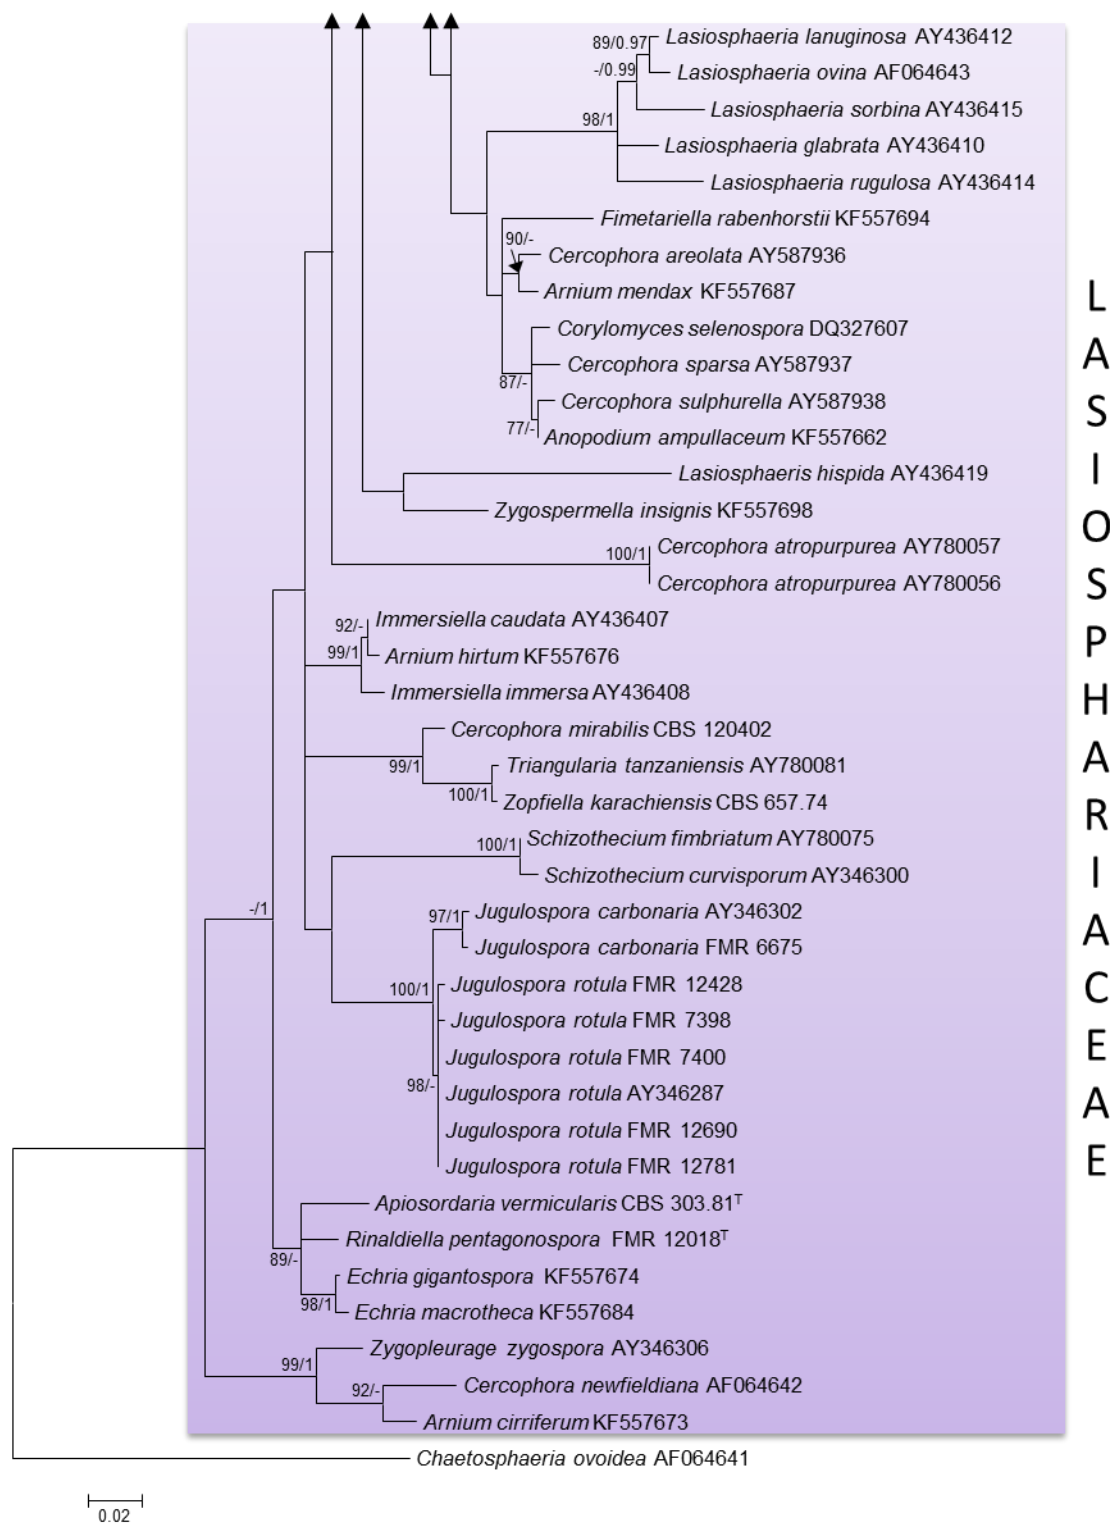 89/0.97
Lasiosphaeria lanuginosa AY436412
-/0.99
Lasiosphaeria ovina AF064643
Lasiosphaeria sorbina AY436415
98/1
Lasiosphaeria glabrata AY436410
Lasiosphaeria rugulosa AY436414
Fimetariella rabenhorstii KF557694
90/-
Cercophora areolata AY587936
Arnium mendax KF557687
Corylomyces selenospora DQ327607
Cercophora sparsa AY587937
87/-
Cercophora sulphurella AY587938
77/-
Anopodium ampullaceum KF557662
Lasiosphaeris hispida AY436419
Zygospermella insignis KF557698
100/1
Cercophora atropurpurea AY780057
Cercophora atropurpurea AY780056
92/-
Immersiella caudata AY436407
99/1
Arnium hirtum KF557676
Immersiella immersa AY436408
Cercophora mirabilis CBS 120402
99/1
Triangularia tanzaniensis AY780081
100/1
Zopfiella karachiensis CBS 657.74
100/1
Schizothecium fimbriatum AY780075
Schizothecium curvisporum AY346300
-/1
97/1
Jugulospora carbonaria AY346302
Jugulospora carbonaria FMR 6675
100/1
Jugulospora rotula FMR 12428
Jugulospora rotula FMR 7398
Jugulospora rotula FMR 7400
98/-
Jugulospora rotula AY346287
Jugulospora rotula FMR 12690
Jugulospora rotula FMR 12781
Apiosordaria vermicularis CBS 303.81ᵀ
Rinaldiella pentagonospora FMR 12018ᵀ
89/-
Echria gigantospora KF557674
98/1
Echria macrotheca KF557684
Zygopleurage zygospora AY346306
99/1
Cercophora newfieldiana AF064642
92/-
Arnium cirriferum KF557673
Chaetosphaeria ovoidea AF064641
0.02
LASIOSPHARIACEAE